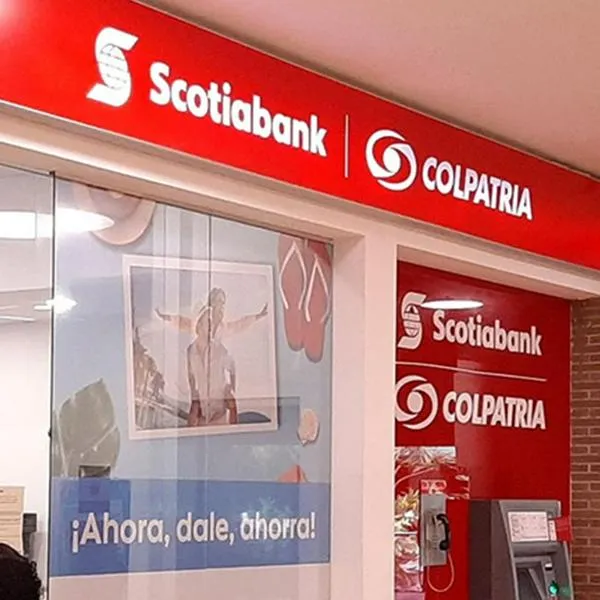 Scotiabank | COLPATRIA
Scotiabank
COLPATRIA
¡Ahora, dale, ahorra!